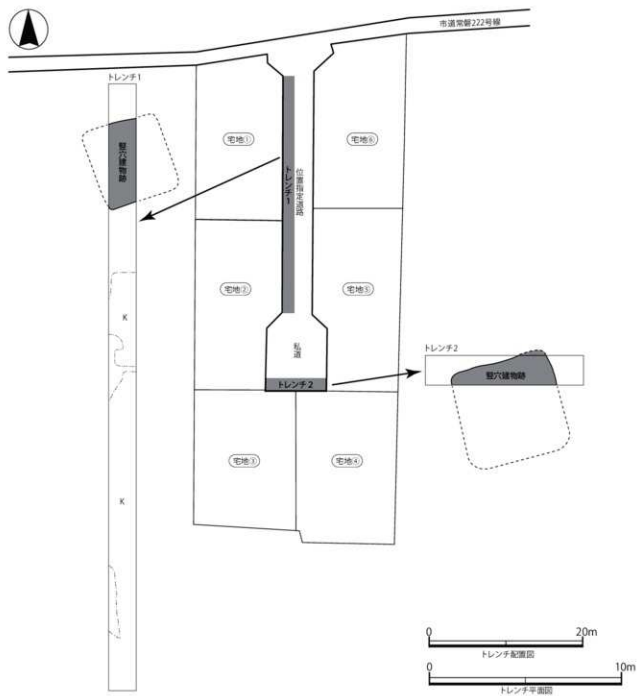 市道常磐222号線
トレンチ1
竪穴建物跡
K
K
宅地①
宅地⑥
トレンチ1
位置指定道路
宅地②
宅地⑤
私道
トレンチ2
宅地③
宅地④
トレンチ2
竪穴建物跡
0
20m
トレンチ配置図
0
10m
トレンチ平面図